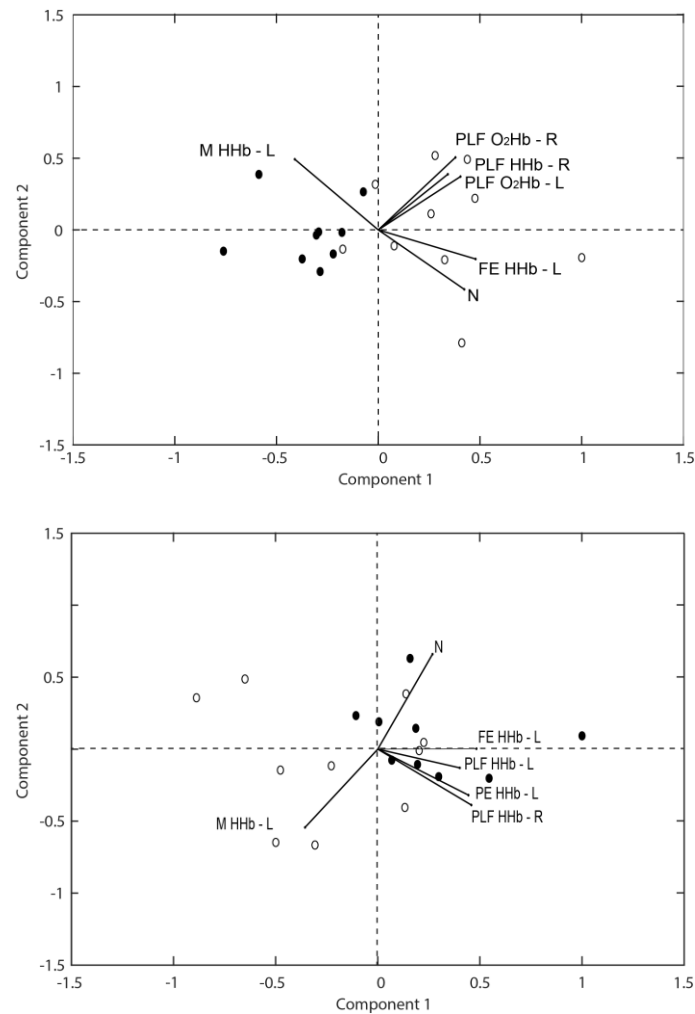 1.5
1
PLF O₂Hb - R
M HHb - L
PLF HHb - R
0.5
PLF O₂Hb - L
Component 2
0
FE HHb - L
N
-0.5
-1
-1.5
-1.5 -1 -0.5 0 0.5 1 1.5
Component 1
1.5
1
N
0.5
FE HHb - L
Component 2
0
PLF HHb - L
PE HHb - L
PLF HHb - R
M HHb - L
-0.5
-1
-1.5
-1.5 -1 -0.5 0 0.5 1 1.5
Component 1